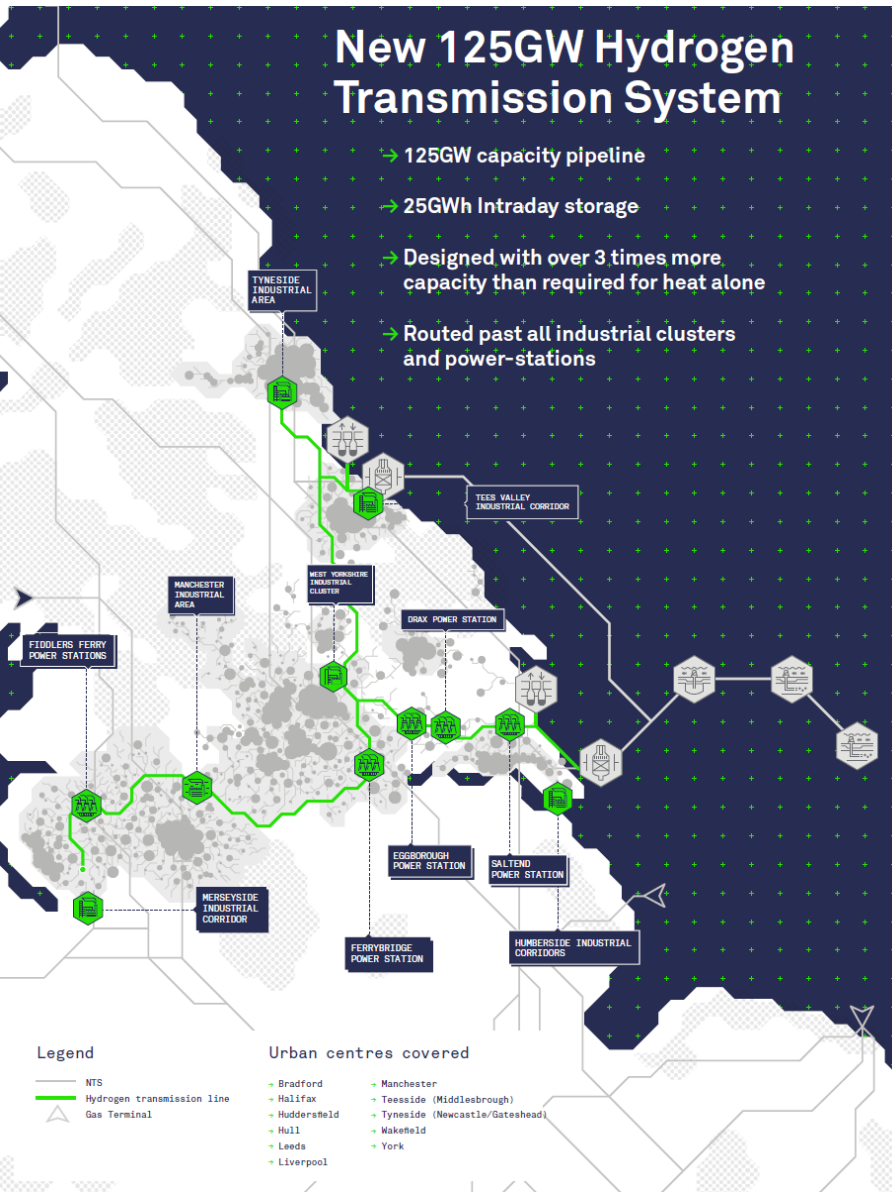 New 125GW Hydrogen
Transmission System
→ 125GW capacity pipeline
→ 25GWh Intraday storage
→ Designed with over 3 times more
capacity than required for heat alone
→ Routed past all industrial clusters
and power-stations
TYNESIDE
INDUSTRIAL
AREA
TEES VALLEY
INDUSTRIAL CORRIDOR
WEST YORKSHIRE
INDUSTRIAL
CLUSTER
MANCHESTER
INDUSTRIAL
AREA
DRAX POWER STATION
FIDDLERS FERRY
POWER STATIONS
EGGBOROUGH
POWER STATION
SALTEND
POWER STATION
MERSEYSIDE
INDUSTRIAL
CORRIDOR
FERRYBRIDGE
POWER STATION
HUMBERSIDE INDUSTRIAL
CORRIDORS
Legend
NTS
Hydrogen transmission line
Gas Terminal
Urban centres covered
→ Bradford
→ Halifax
→ Huddersfield
→ Hull
→ Leeds
→ Liverpool
→ Manchester
→ Teesside (Middlesbrough)
→ Tyneside (Newcastle/Gateshead)
→ Wakefield
→ York